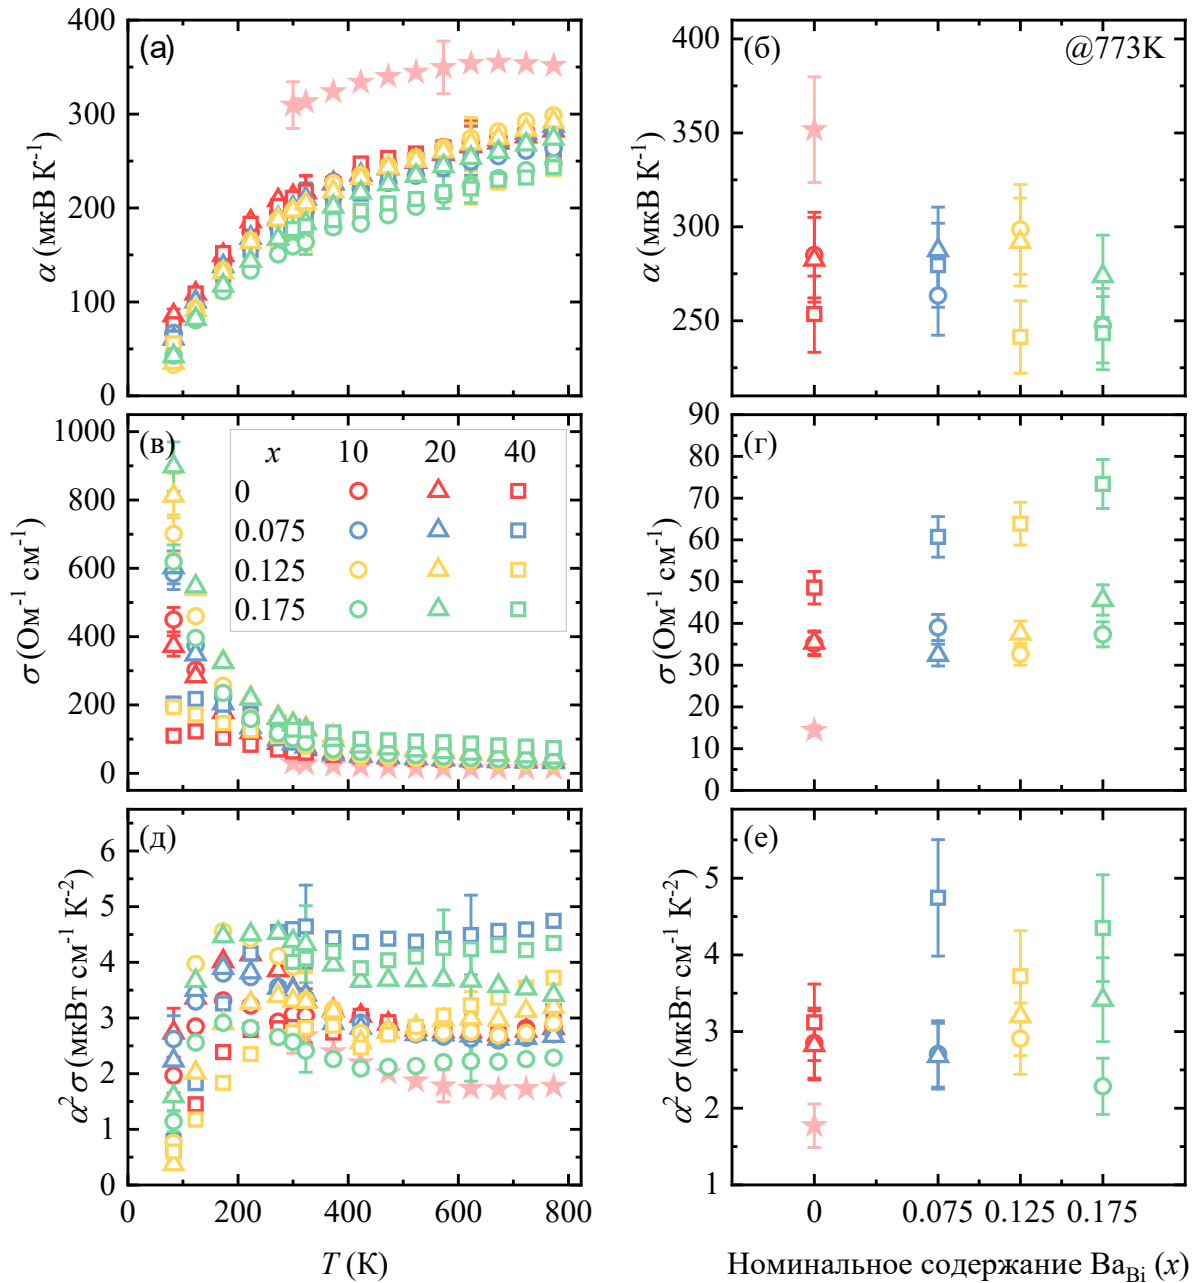 (а)
400
300
200
100
0
α (мкВ К⁻¹)
(б)
@773K
400
350
300
250
α (мкВ К⁻¹)
(в)
1000
800
600
400
200
0
σ (Ом⁻¹ см⁻¹)
x 10 20 40
0
0.075
0.125
0.175
(г)
90
80
70
60
50
40
30
20
10
0
σ (Ом⁻¹ см⁻¹)
(д)
6
5
4
3
2
1
0
α² σ (мкВт см⁻¹ К⁻²)
0 200 400 600 800
T (К)
(е)
5
4
3
2
1
α² σ (мкВт см⁻¹ К⁻²)
0 0.075 0.125 0.175
Номинальное содержание Ba_Bi (x)